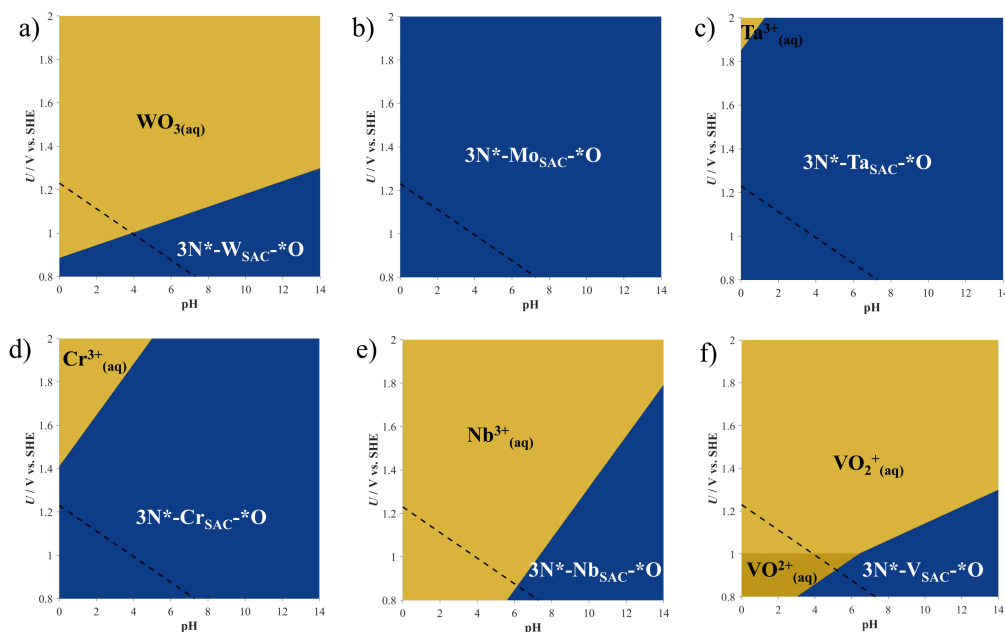 a)
2
1.8
1.6
1.4
1.2
1
0.8
U / V vs. SHE
WO₃(aq)
3N*-W_SAC-*O
0 2 4 6 8 10 12 14
pH
b)
2
1.8
1.6
1.4
1.2
1
0.8
U / V vs. SHE
3N*-Mo_SAC-*O
0 2 4 6 8 10 12 14
pH
c)
2
1.8
1.6
1.4
1.2
1
0.8
U / V vs. SHE
Ta³⁺(aq)
3N*-Ta_SAC-*O
0 2 4 6 8 10 12 14
pH
d)
2
1.8
1.6
1.4
1.2
1
0.8
U / V vs. SHE
Cr³⁺(aq)
3N*-Cr_SAC-*O
0 2 4 6 8 10 12 14
pH
e)
2
1.8
1.6
1.4
1.2
1
0.8
U / V vs. SHE
Nb³⁺(aq)
3N*-Nb_SAC-*O
0 2 4 6 8 10 12 14
pH
f)
2
1.8
1.6
1.4
1.2
1
0.8
U / V vs. SHE
VO₂⁺(aq)
VO²⁺(aq)
3N*-V_SAC-*O
0 2 4 6 8 10 12 14
pH